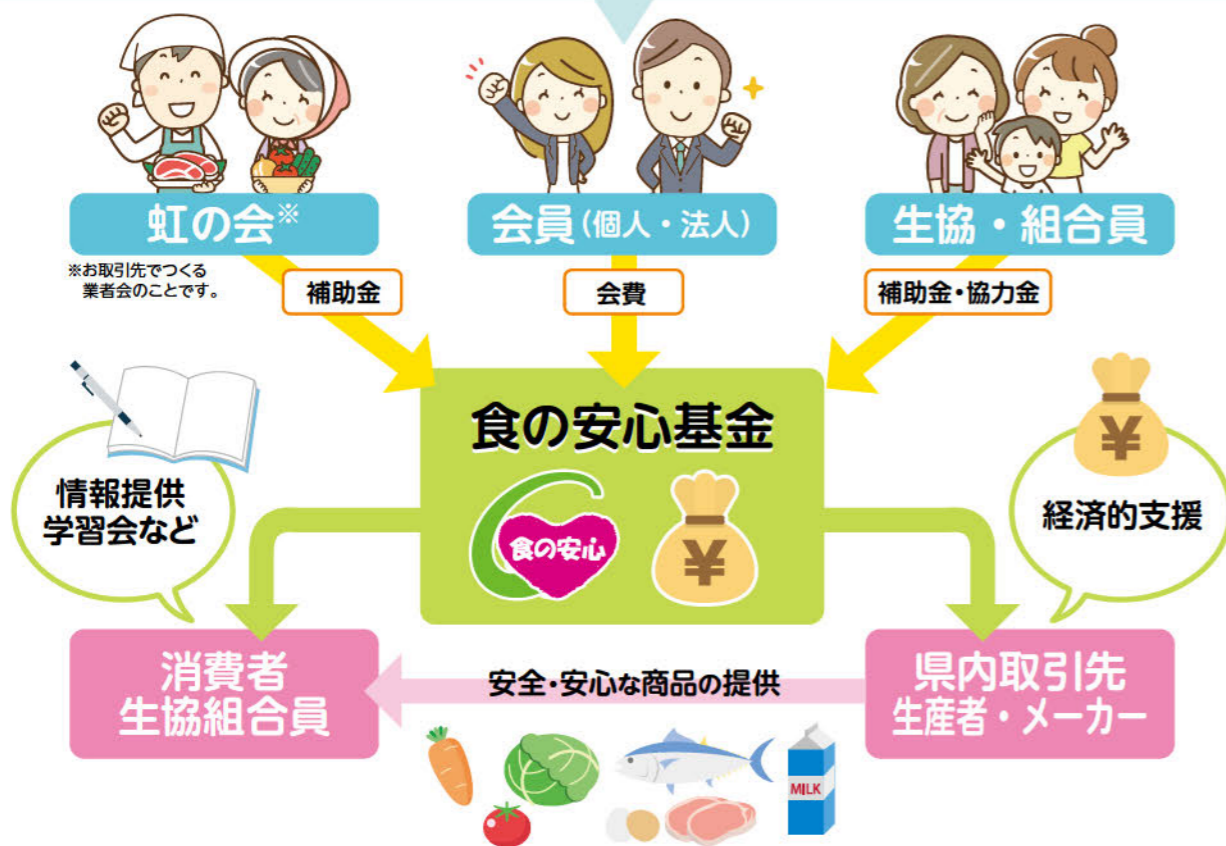 虹の会※
会員(個人・法人)
生協・組合員
※お取引先でつくる
業者会のことです。
補助金
会費
補助金・協力金
食の安心基金
食の安心
¥
情報提供
学習会など
¥
経済的支援
消費者
生協組合員
安全・安心な商品の提供
県内取引先
生産者・メーカー
MILK